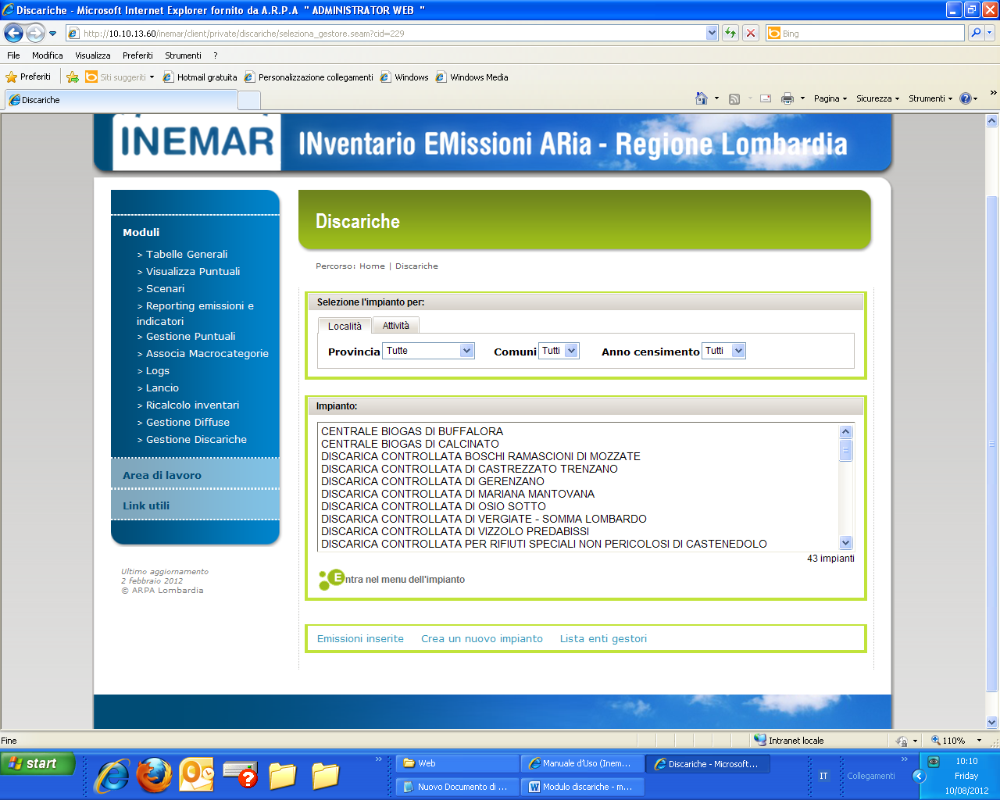 Discariche - Microsoft Internet Explorer fornito da A.R.P.A " ADMINISTRATOR WEB "
http://10.10.13.60/inemar/client/private/discariche/seleziona_gestore.seam?cid=229
Bing
File Modifica Visualizza Preferiti Strumenti ?
Preferiti Siti suggeriti Hotmail gratuita Personalizzazione collegamenti Windows Windows Media
Discariche
Pagina Sicurezza Strumenti
INEMAR INventario EMissioni ARia - Regione Lombardia
Moduli
> Tabelle Generali
> Visualizza Puntuali
> Scenari
> Reporting emissioni e
indicatori
> Gestione Puntuali
> Associa Macrocategorie
> Logs
> Lancio
> Ricalcolo inventari
> Gestione Diffuse
> Gestione Discariche
Area di lavoro
Link utili
Ultimo aggiornamento
2 febbraio 2012
© ARPA Lombardia
Discariche
Percorso: Home | Discariche
Selezione l'impianto per:
Località Attività
Provincia Tutte Comuni Tutti Anno censimento Tutti
Impianto:
CENTRALE BIOGAS DI BUFFALORA
CENTRALE BIOGAS DI CALCINATO
DISCARICA CONTROLLATA BOSCHI RAMASCIONI DI MOZZATE
DISCARICA CONTROLLATA DI CASTREZZATO TRENZANO
DISCARICA CONTROLLATA DI GERENZANO
DISCARICA CONTROLLATA DI MARIANA MANTOVANA
DISCARICA CONTROLLATA DI OSIO SOTTO
DISCARICA CONTROLLATA DI VERGIATE - SOMMA LOMBARDO
DISCARICA CONTROLLATA DI VIZZOLO PREDABISSI
DISCARICA CONTROLLATA PER RIFIUTI SPECIALI NON PERICOLOSI DI CASTENEDOLO
43 impianti
Entra nel menu dell'impianto
Emissioni inserite Crea un nuovo impianto Lista enti gestori
Fine Intranet locale 110%
start
Web
Manuale d'Uso (Inem...
Discariche - Microsoft...
Nuovo Documento di ...
Modulo discariche - m...
IT
Collegamenti
10:10
Friday
10/08/2012